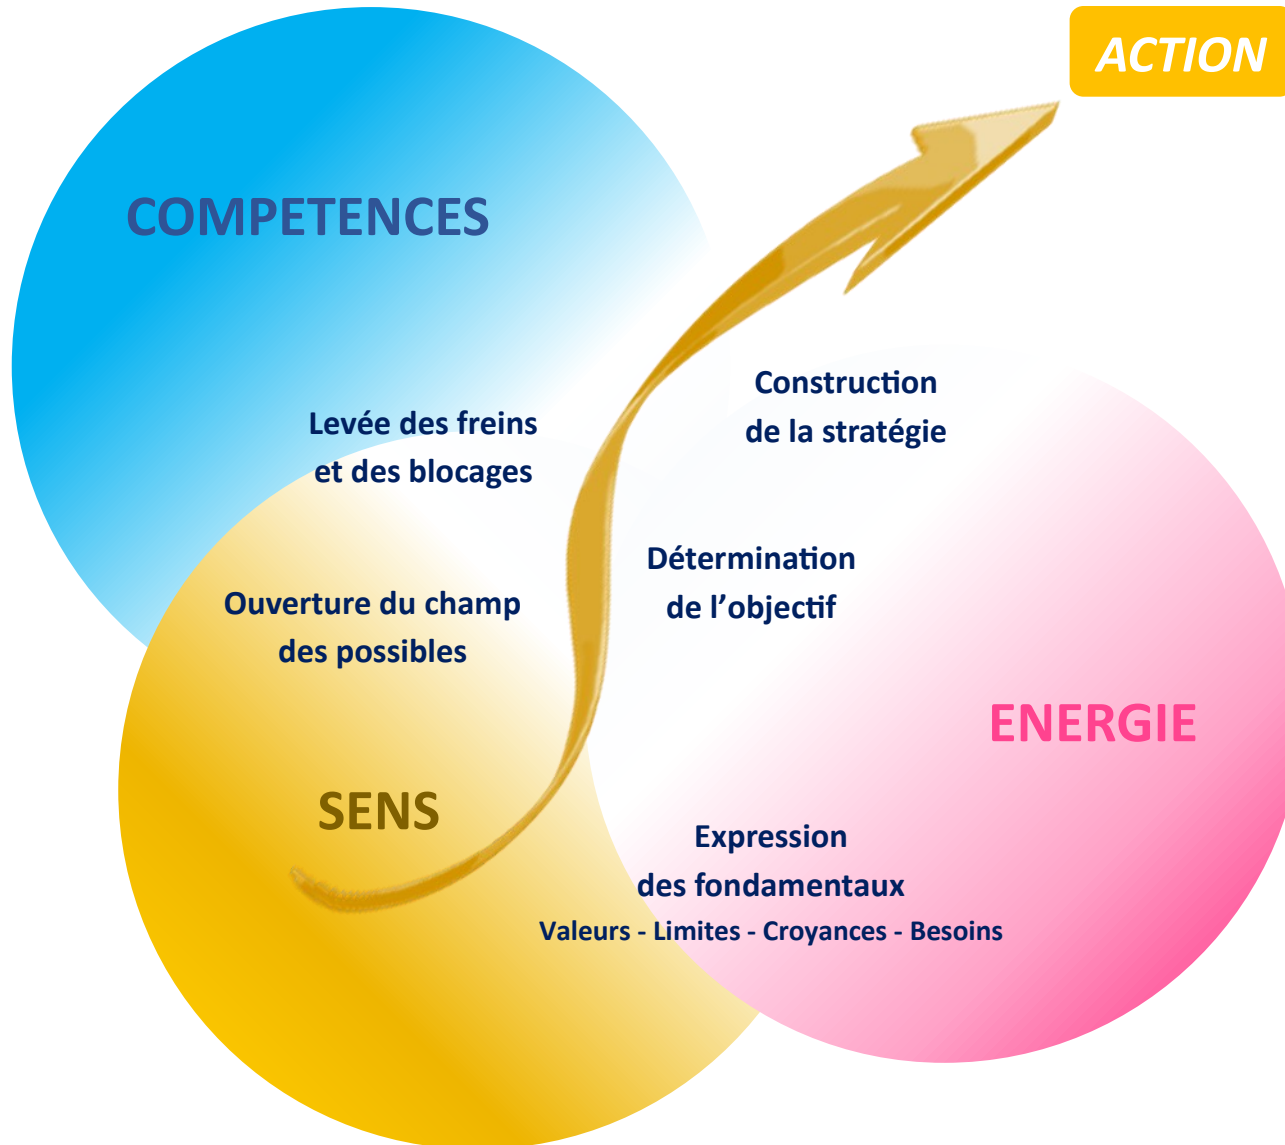 ACTION
COMPETENCES
Construction
de la stratégie
Levée des freins
et des blocages
Détermination
de l’objectif
Ouverture du champ
des possibles
ENERGIE
SENS
Expression
des fondamentaux
Valeurs - Limites - Croyances - Besoins